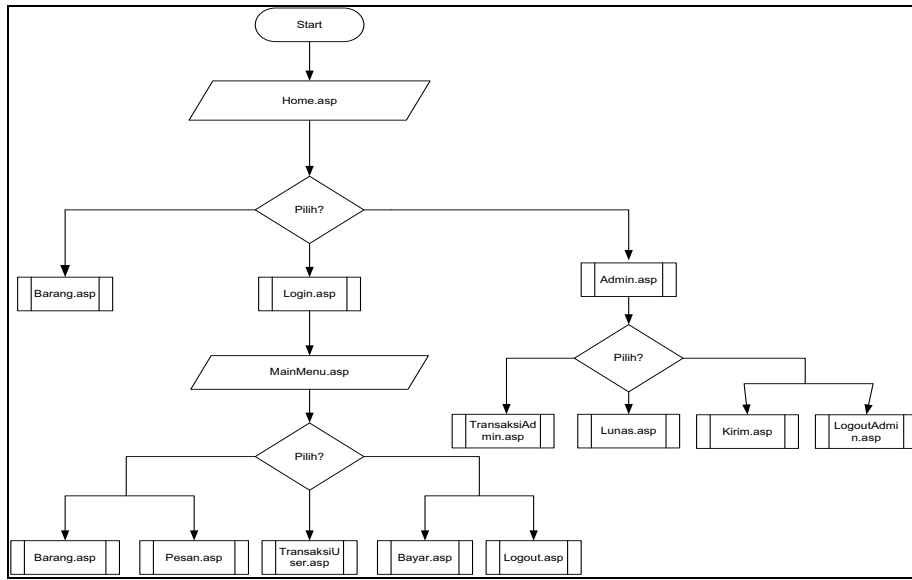 Start
Home.asp
Pilih?
Barang.asp
Login.asp
Admin.asp
MainMenu.asp
Pilih?
TransaksiAd
min.asp
Lunas.asp
Kirim.asp
LogoutAdmi
n.asp
Pilih?
Barang.asp
Pesan.asp
TransaksiU
ser.asp
Bayar.asp
Logout.asp